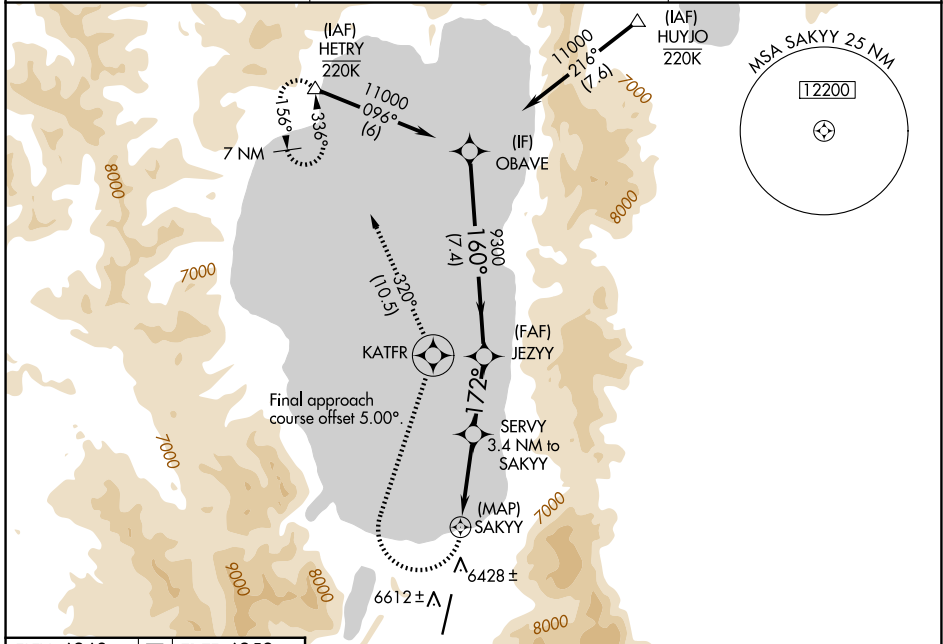 (IAF)
HETRY
220K
11000
096°
(6)
156°
336°
7 NM
(IAF)
HUYJO
220K
11000
216°
(7.6)
7000
MSA SAKYY 25 NM
12200
(IF)
OBAVE
8000
8000
9300
160°
(7.4)
7000
320°
(10.5)
KATFR
(FAF)
JEZYY
172°
Final approach
course offset 5.00°.
SERVY
3.4 NM to
SAKYY
7000
7000
(MAP)
SAKYY
6428 ±
6612 ±
9000
8000
8000